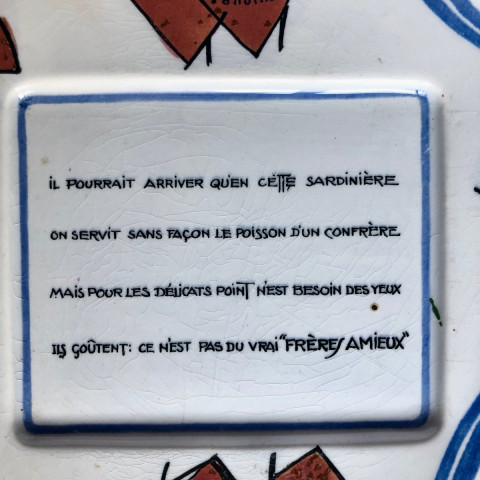 IL POURRAIT ARRIVER QU'EN CETTE SARDINIÈRE
ON SERVIT SANS FAÇON LE POISSON D'UN CONFRÈRE
MAIS POUR LES DÉLICATS POINT N'EST BESOIN DES YEUX
ILS GOÛTENT: CE N'EST PAS DU VRAI "FRÈRES AMIEUX"